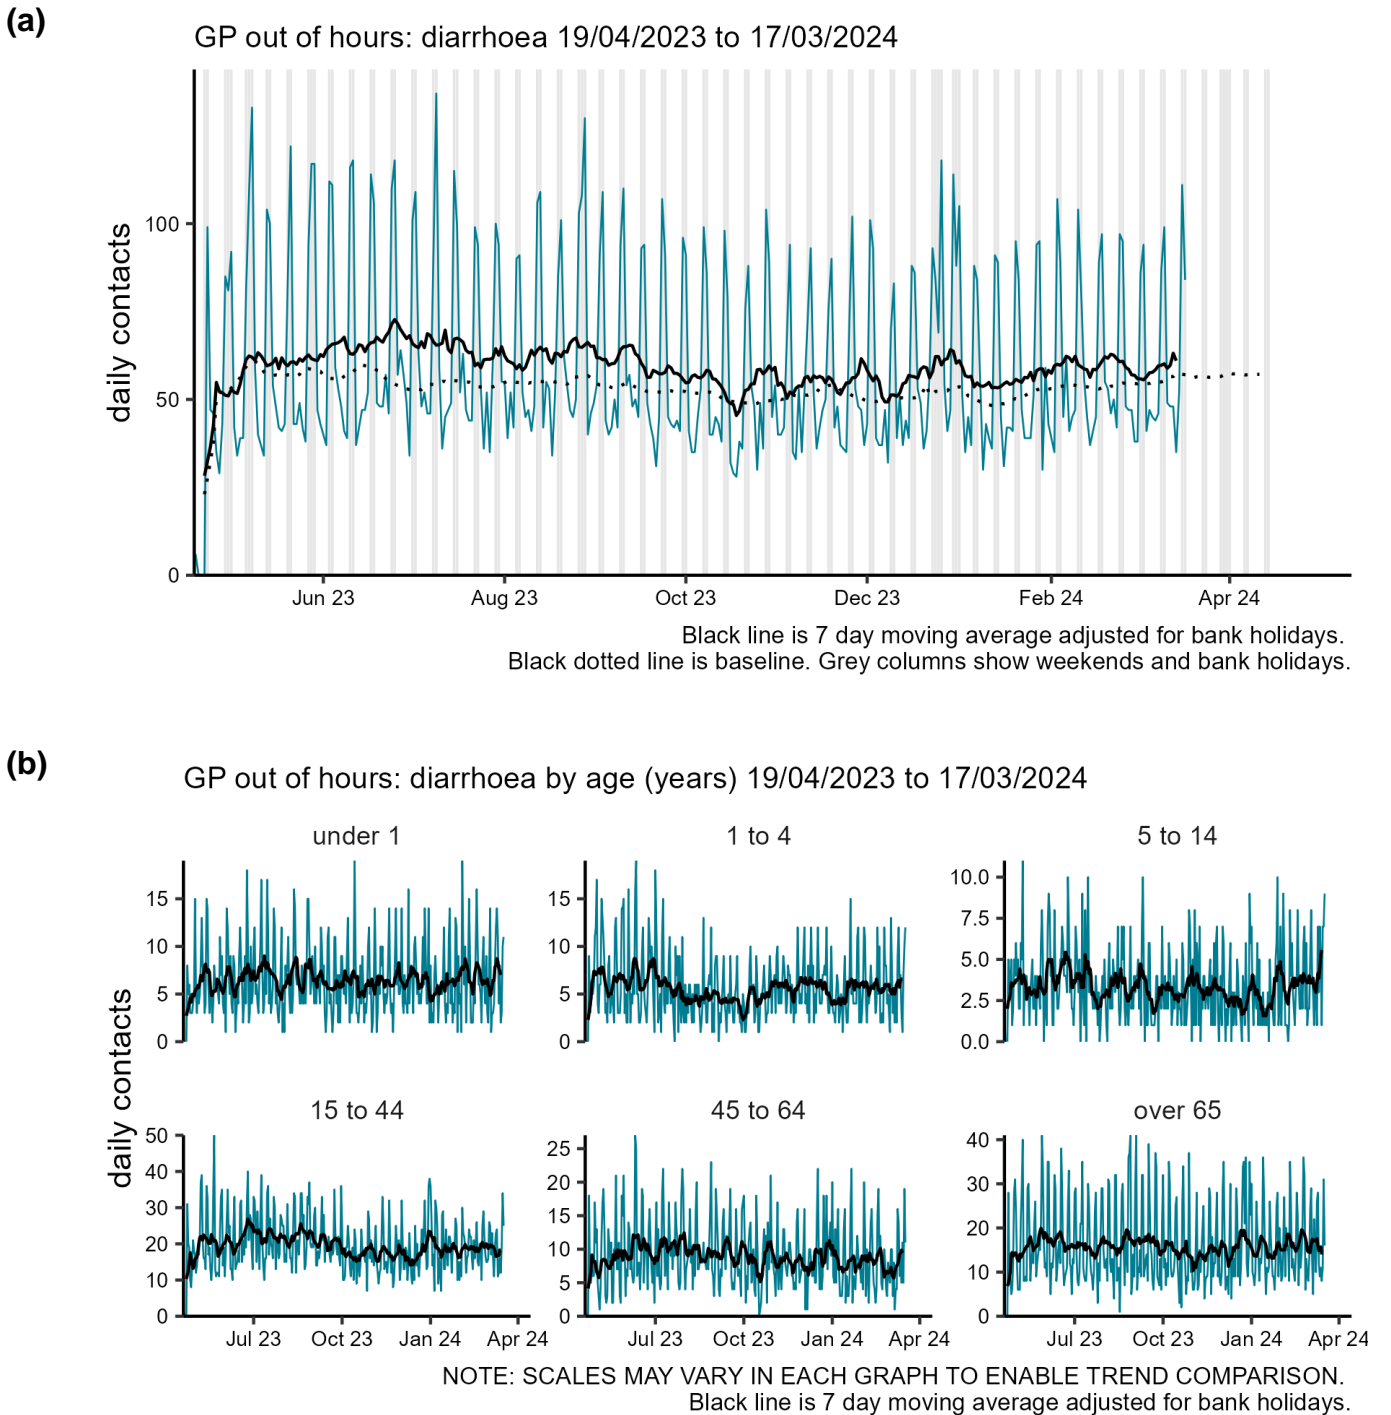 (a)
GP out of hours: diarrhoea 19/04/2023 to 17/03/2024
daily contacts
100
50
0
Jun 23 Aug 23 Oct 23 Dec 23 Feb 24 Apr 24
Black line is 7 day moving average adjusted for bank holidays.
Black dotted line is baseline. Grey columns show weekends and bank holidays.
(b)
GP out of hours: diarrhoea by age (years) 19/04/2023 to 17/03/2024
daily contacts
under 1
15
10
5
0
1 to 4
15
10
5
0
5 to 14
10.0
7.5
5.0
2.5
0.0
15 to 44
50
40
30
20
10
0
Jul 23 Oct 23 Jan 24 Apr 24
45 to 64
25
20
15
10
5
0
Jul 23 Oct 23 Jan 24 Apr 24
over 65
40
30
20
10
0
Jul 23 Oct 23 Jan 24 Apr 24
NOTE: SCALES MAY VARY IN EACH GRAPH TO ENABLE TREND COMPARISON.
Black line is 7 day moving average adjusted for bank holidays.